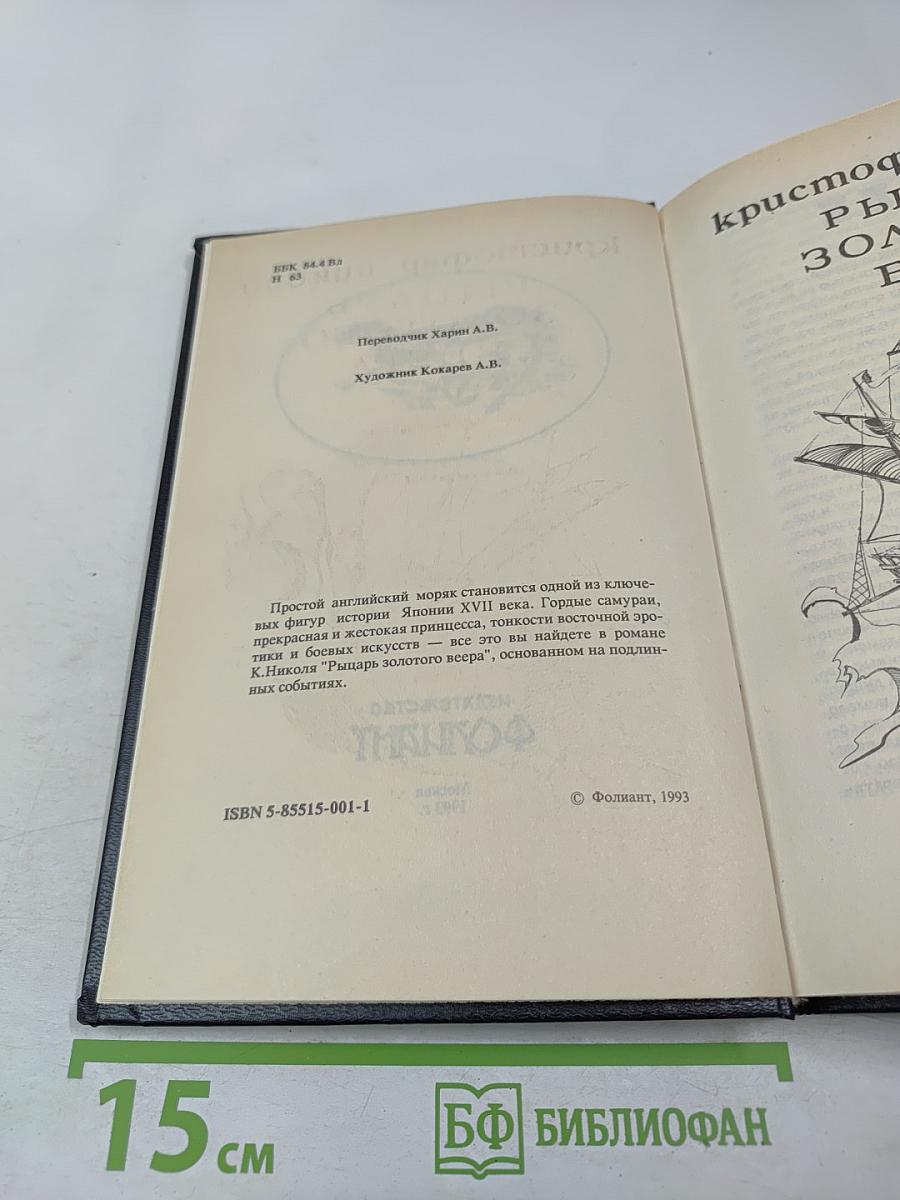 ББК 84.4 Вл
Н 63
Переводчик Харин А.В.
Художник Кокарев А.В.
Простой английский моряк становится одной из ключе-
вых фигур истории Японии XVII века. Гордые самураи,
прекрасная и жестокая принцесса, тонкости восточной эро-
тики и боевых искусств — все это вы найдете в романе
К.Николя "Рыцарь золотого веера", основанном на подлин-
ных событиях.
ISBN 5-85515-001-1
© Фолиант, 1993
кристоф
РЫ
ЗОЛ
В
15 см
БФ БИБЛИОФАН